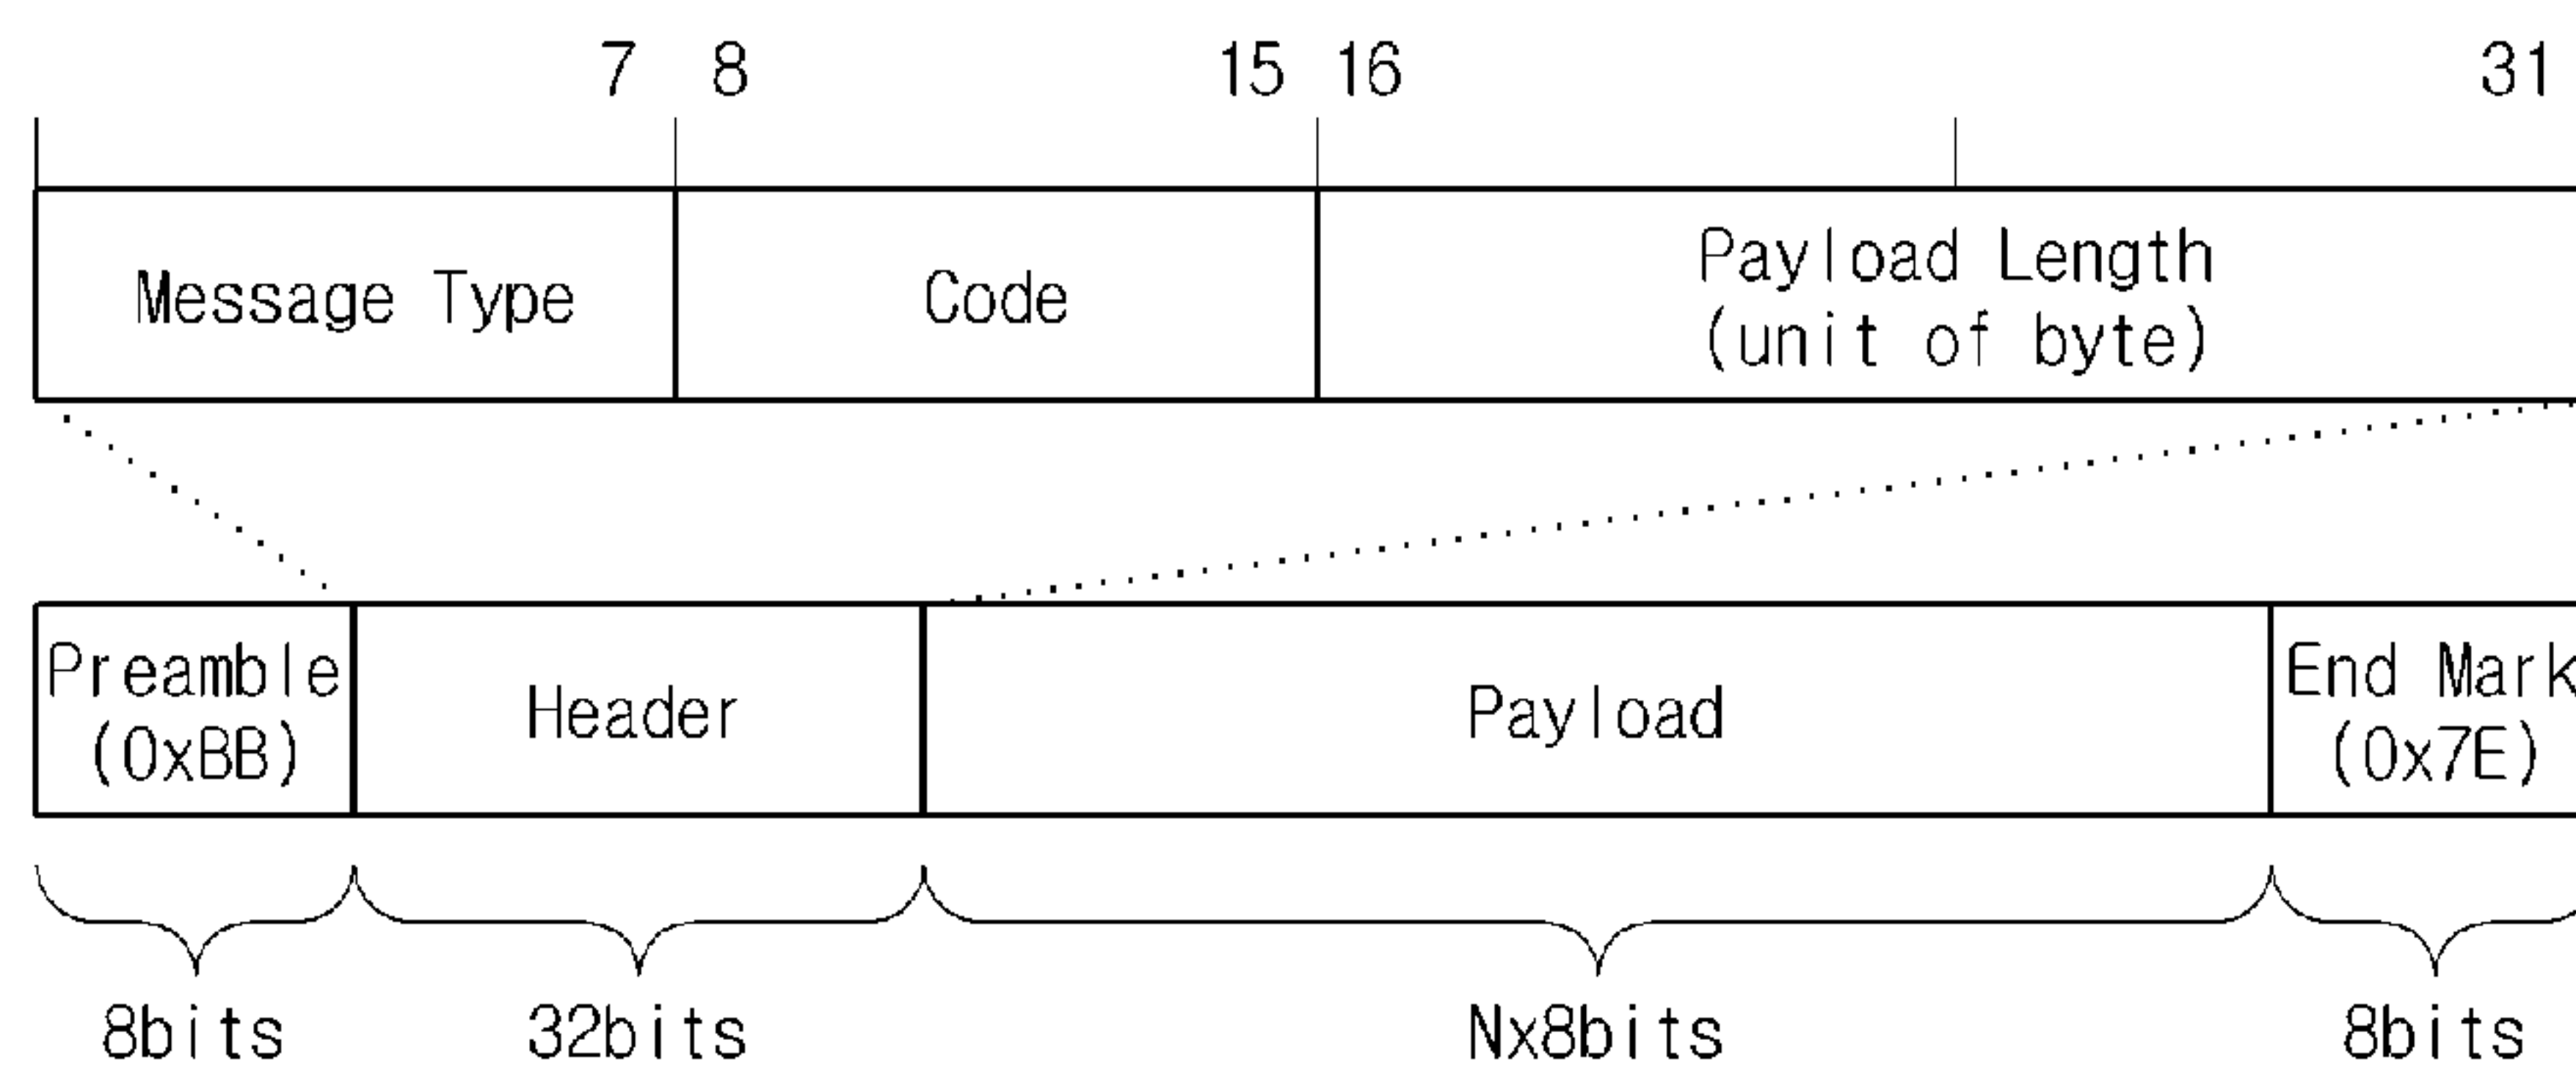 7 8 15 16 31
Message Type Code Payload Length
(unit of byte)
Preamble Header Payload End Mark
(0xBB) (0x7E)
8bits 32bits Nx8bits 8bits